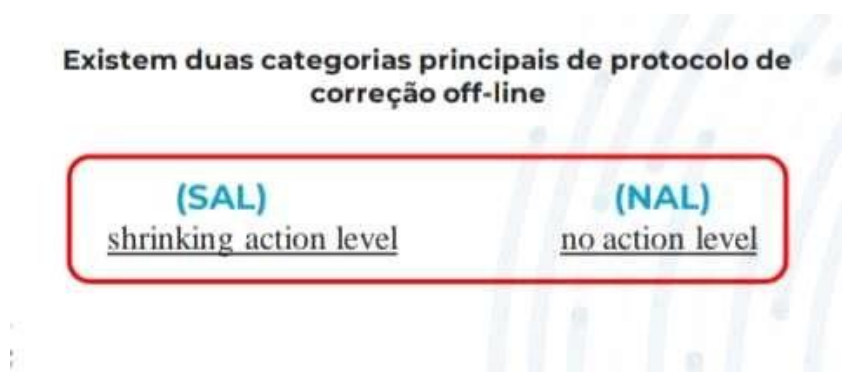 Existem duas categorias principais de protocolo de
correção off-line
(SAL) (NAL)
shrinking action level no action level